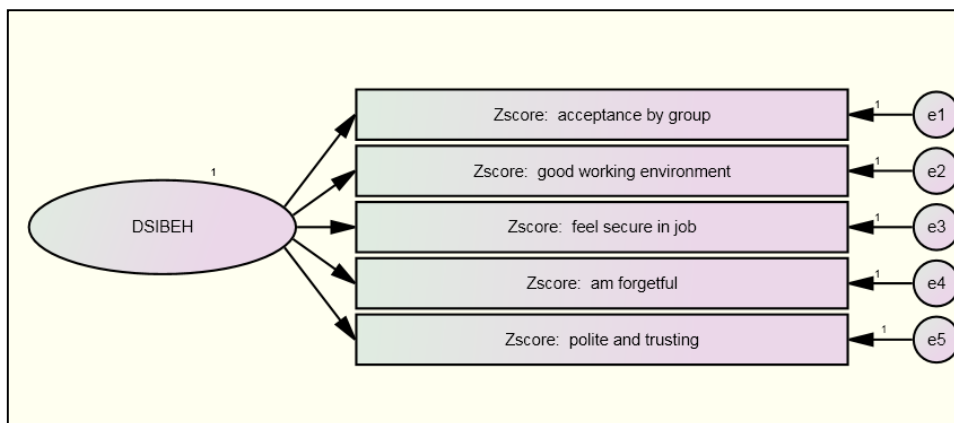 1
DSIBEH
Zscore: acceptance by group
1
e1
Zscore: good working environment
1
e2
Zscore: feel secure in job
1
e3
Zscore: am forgetful
1
e4
Zscore: polite and trusting
1
e5